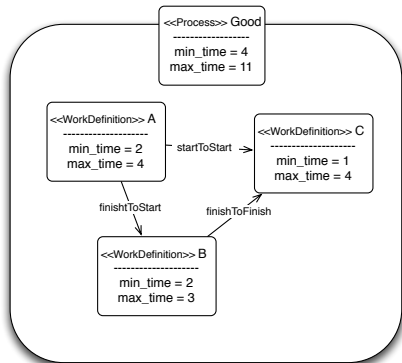 <<Process>> Good
-------------------
min_time = 4
max_time = 11
<<WorkDefinition>> A
--------------------
min_time = 2
max_time = 4
startToStart
<<WorkDefinition>> C
--------------------
min_time = 1
max_time = 4
finishtToStart
finishToFinish
<<WorkDefinition>> B
--------------------
min_time = 2
max_time = 3